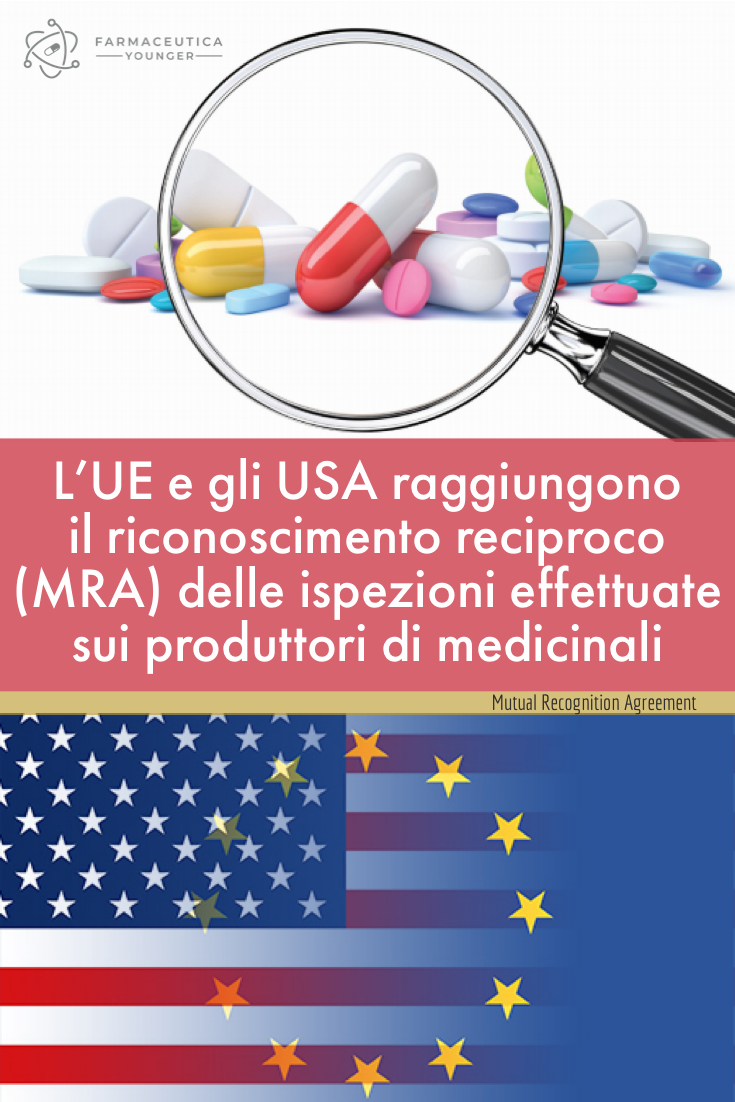 FARMACEUTICA
YOUNGER
L’UE e gli USA raggiungono
il riconoscimento reciproco
(MRA) delle ispezioni effettuate
sui produttori di medicinali
Mutual Recognition Agreement